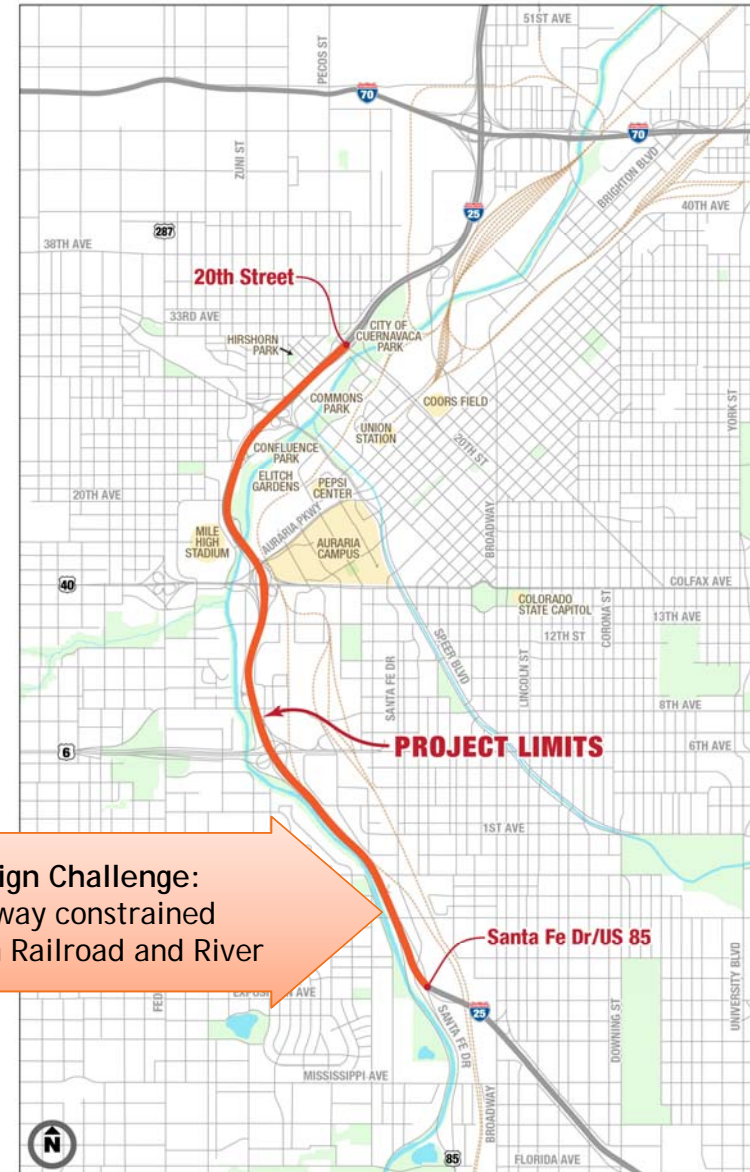 51ST AVE
PECOS ST
70
70
ZUNI ST
BRIGHTON BLVD
40TH AVE
25
287
38TH AVE
20th Street
33RD AVE
CITY OF
CUERNAVACA
PARK
HIRSHORN
PARK
COMMONS
PARK
COORS FIELD
YORK ST
UNION
STATION
20TH ST
CONFLUENCE
PARK
ELITCH
GARDENS
PEPSI
CENTER
20TH AVE
AURARIA PKWY
BROADWAY
MILE
HIGH
STADIUM
AURARIA
CAMPUS
40
COLFAX AVE
COLORADO
STATE CAPITOL
CORONA ST
13TH AVE
12TH ST
SPEER BLVD
LINCOLN ST
SANTA FE DR
8TH AVE
PROJECT LIMITS
6TH AVE
6
1ST AVE
ign Challenge:
way constrained
Railroad and River
Santa Fe Dr/US 85
UNIVERSITY BLVD
25
SANTA FE DR
DOWNING ST
MISSISSIPPI AVE
BROADWAY
N
85
FLORIDA AVE